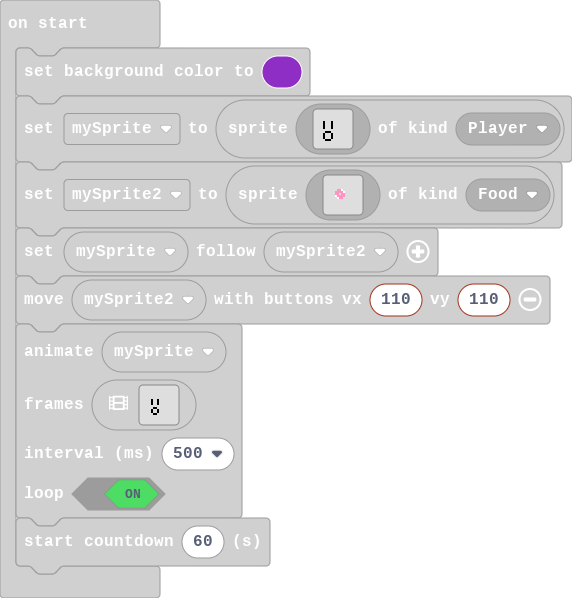 on start
set background color to
set mySprite to sprite of kind Player
set mySprite2 to sprite of kind Food
set mySprite follow mySprite2
move mySprite2 with buttons vx 110 vy 110
animate mySprite
frames
interval (ms) 500
loop ON
start countdown 60 (s)